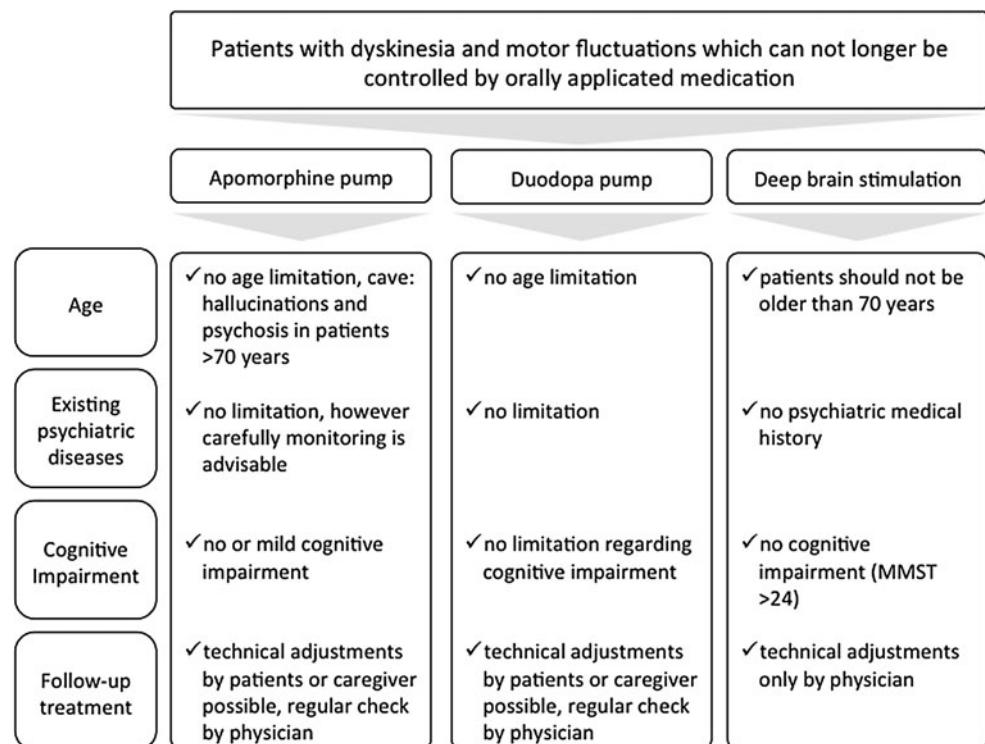 Patients with dyskinesia and motor fluctuations which can not longer be
controlled by orally applicated medication
Apomorphine pump
Duodopa pump
Deep brain stimulation
Age
✓no age limitation, cave:
hallucinations and
psychosis in patients
>70 years
✓no age limitation
✓patients should not be
older than 70 years
Existing
psychiatric
diseases
✓no limitation, however
carefully monitoring is
advisable
✓no limitation
✓no psychiatric medical
history
Cognitive
Impairment
✓no or mild cognitive
impairment
✓no limitation regarding
cognitive impairment
✓no cognitive
impairment (MMST
>24)
Follow-up
treatment
✓technical adjustments
by patients or caregiver
possible, regular check
by physician
✓technical adjustments
by patients or caregiver
possible, regular check
by physician
✓technical adjustments
only by physician